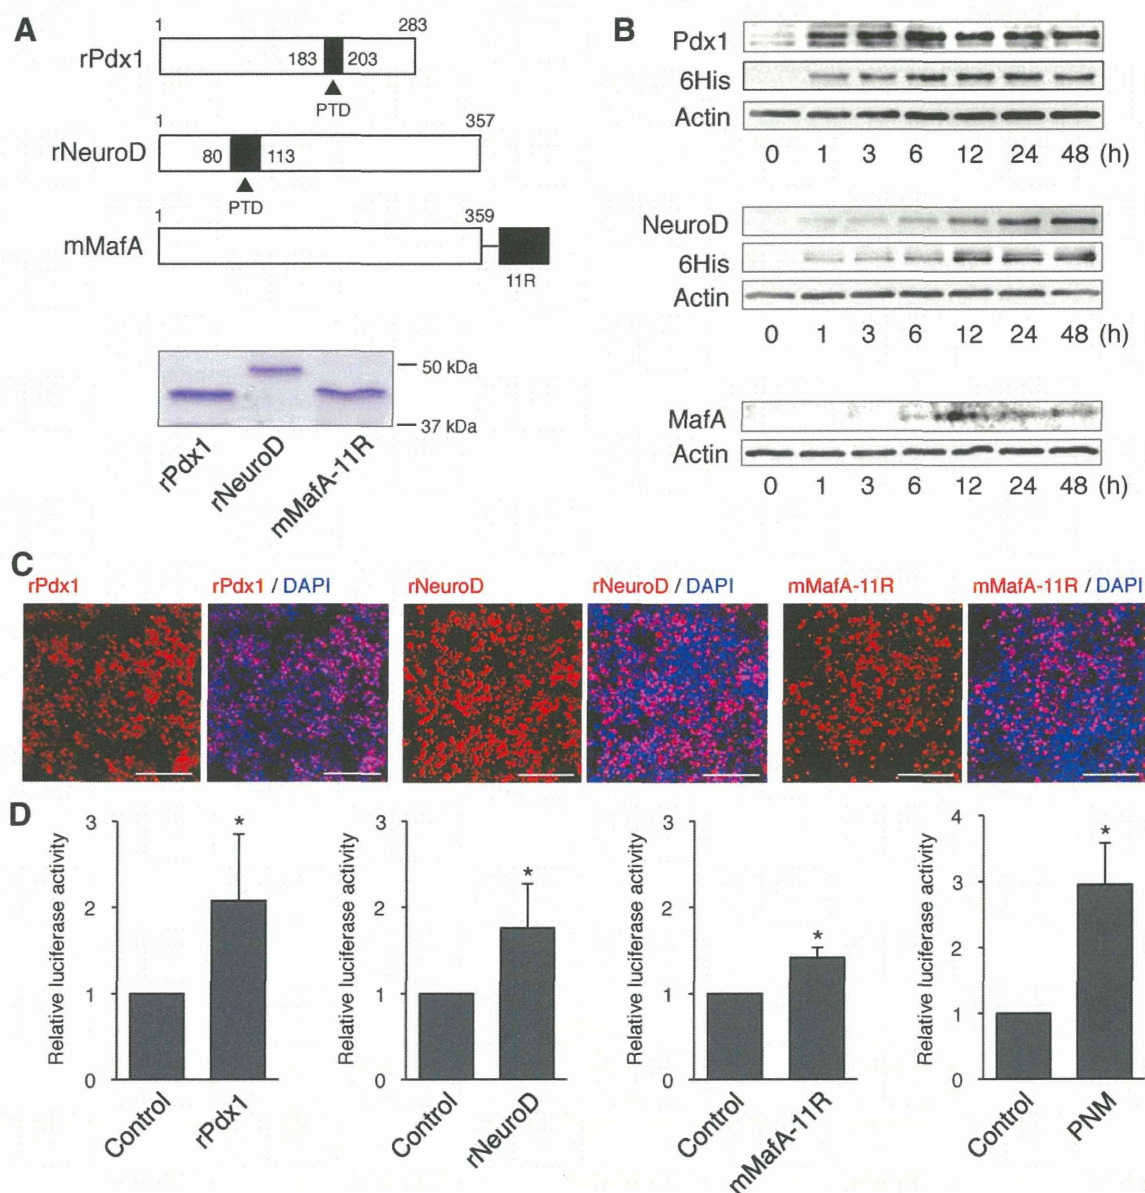 A
1 283
rPdx1 183 203
PTD
1 357
rNeuroD 80 113
PTD
1 359
mMafA
11R
50 kDa
37 kDa
rPdx1
rNeuroD
mMafA-11R
B
Pdx1
6His
Actin
0 1 3 6 12 24 48 (h)
NeuroD
6His
Actin
0 1 3 6 12 24 48 (h)
MafA
Actin
0 1 3 6 12 24 48 (h)
C
rPdx1 rPdx1 / DAPI rNeuroD rNeuroD / DAPI mMafA-11R mMafA-11R / DAPI
D
Relative luciferase activity
3
2
1
0
Control
rPdx1
Relative luciferase activity
3
2
1
0
Control
rNeuroD
Relative luciferase activity
3
2
1
0
Control
mMafA-11R
Relative luciferase activity
4
3
2
1
0
Control
PNM
*
*
*
*